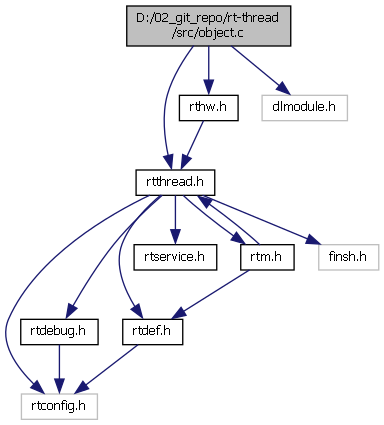 D:/02_git_repo/rt-thread
/src/object.c
rthw.h
dlmodule.h
rtthread.h
rtservice.h
rtm.h
finsh.h
rtdebug.h
rtdef.h
rtconfig.h